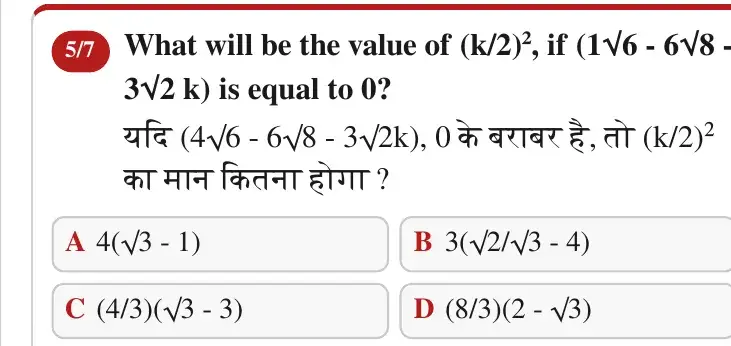 5/7 What will be the value of (k/2)², if (1√6 - 6√8 -
3√2 k) is equal to 0?
यदि (4√6 - 6√8 - 3√2k), 0 के बराबर है, तो (k/2)²
का मान कितना होगा ?
A 4(√3 - 1) B 3(√2/√3 - 4)
C (4/3)(√3 - 3) D (8/3)(2 - √3)